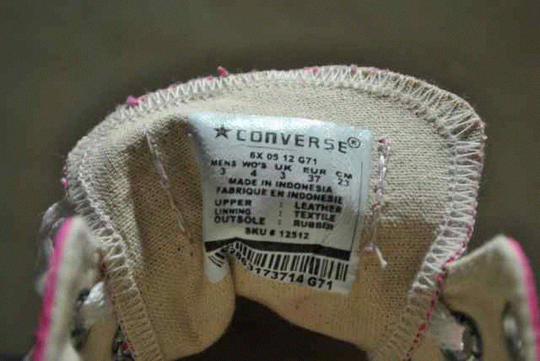 ★CONVERSE®
6X 05 12 G71
MENS WO'S UK EUR CM
3 4 3 37 23
MADE IN INDONESIA
FABRIQUE EN INDONESIE
UPPER : LEATHER
LINNING : TEXTILE
OUTSOLE : RUBBER
SKU # 12512
G71